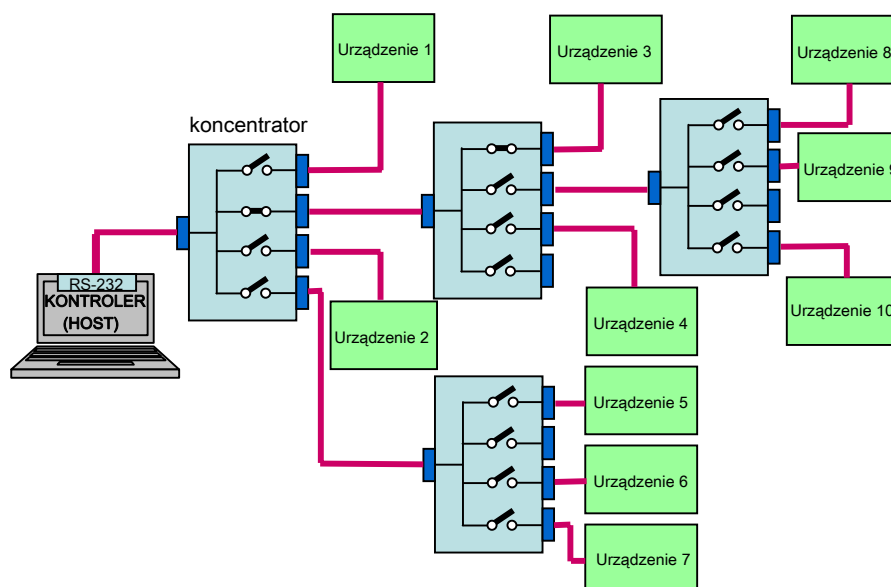 Urządzenie 1
Urządzenie 3
Urządzenie 8
koncentrator
Urządzenie 9
RS-232
KONTROLER
(HOST)
Urządzenie 2
Urządzenie 4
Urządzenie 10
Urządzenie 5
Urządzenie 6
Urządzenie 7